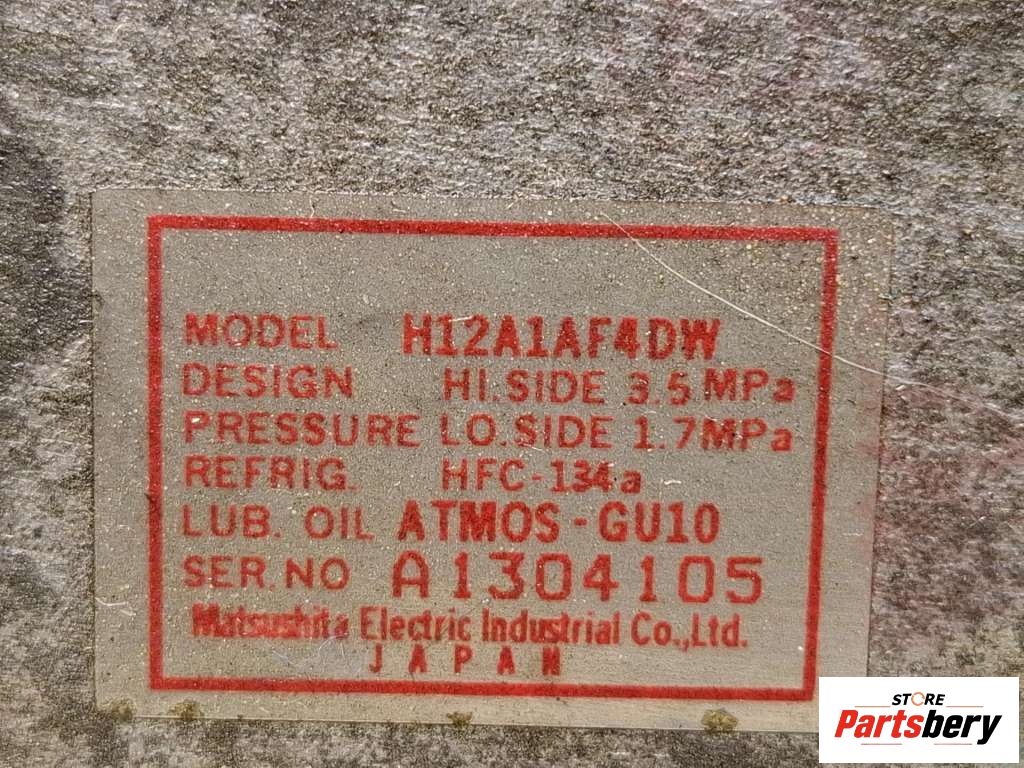 MODEL H12A1AF4DW
DESIGN HI.SIDE 3.5 MPa
PRESSURE LO.SIDE 1.7MPa
REFRIG. HFC-134a
LUB. OIL ATMOS-GU10
SER.NO A1304105
Matsushita Electric Industrial Co.,Ltd.
JAPAN
STORE
Partsbery